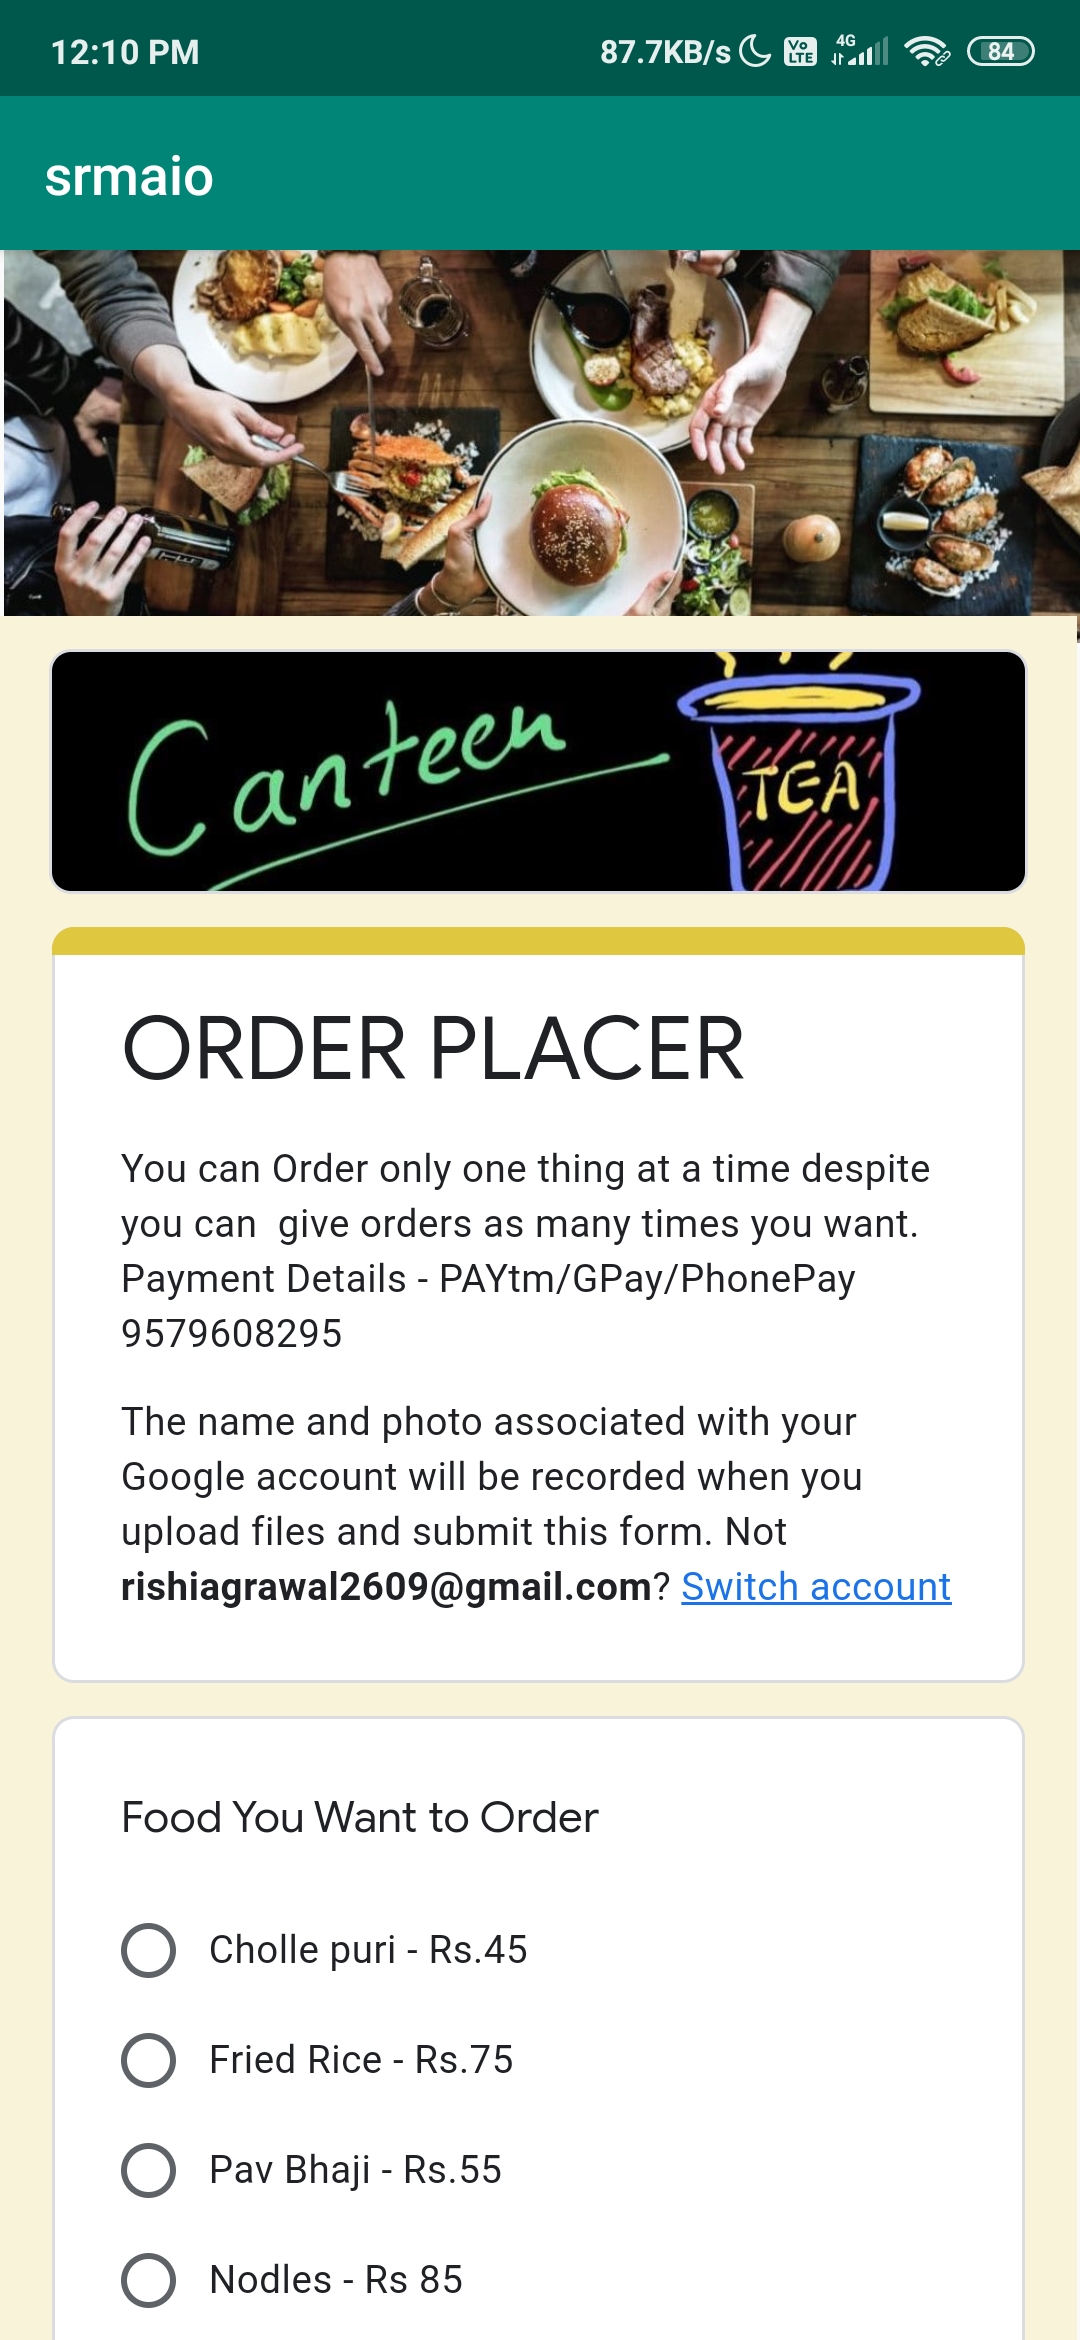 12:10 PM 87.7KB/s Vo LTE 4G 84
srmaio
Canteen
TEA
ORDER PLACER
You can Order only one thing at a time despite
you can  give orders as many times you want.
Payment Details - PAYtm/GPay/PhonePay
9579608295
The name and photo associated with your
Google account will be recorded when you
upload files and submit this form. Not
rishiagrawal2609@gmail.com? Switch account
Food You Want to Order
Cholle puri - Rs.45
Fried Rice - Rs.75
Pav Bhaji - Rs.55
Nodles - Rs 85